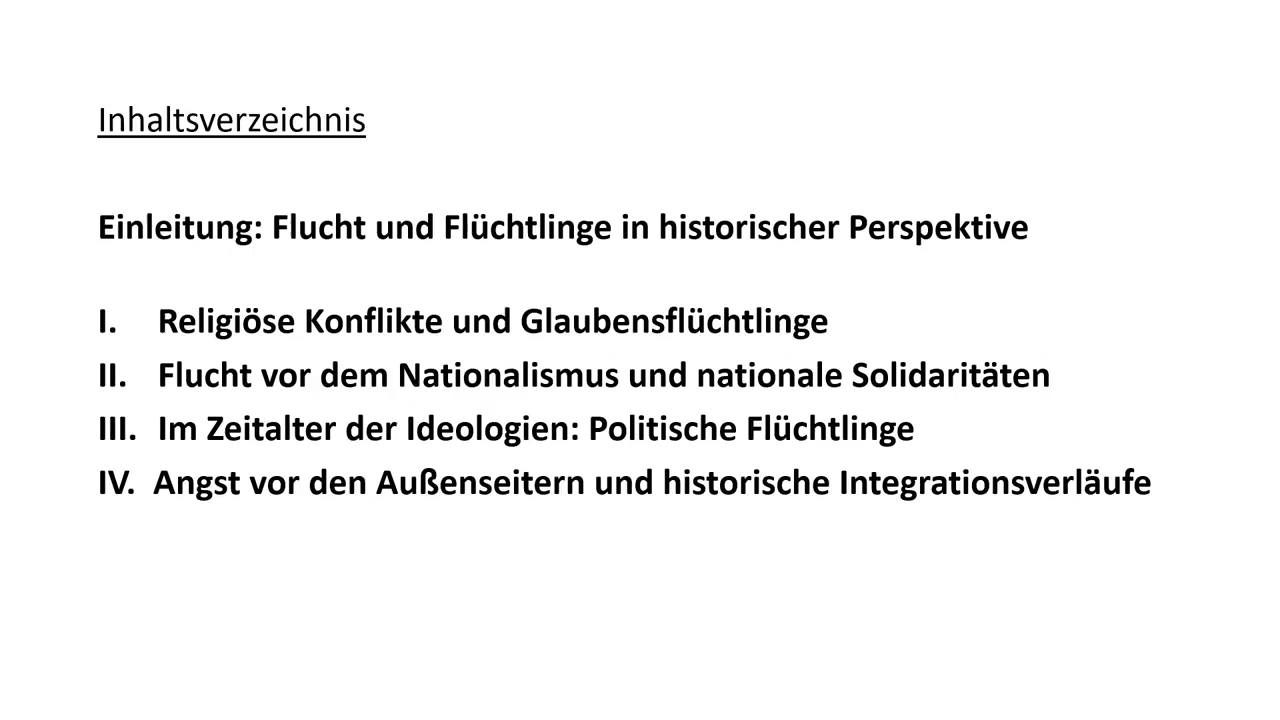 Inhaltsverzeichnis
Einleitung: Flucht und Flüchtlinge in historischer Perspektive
I. Religiöse Konflikte und Glaubensflüchtlinge
II. Flucht vor dem Nationalismus und nationale Solidaritäten
III. Im Zeitalter der Ideologien: Politische Flüchtlinge
IV. Angst vor den Außenseitern und historische Integrationsverläufe